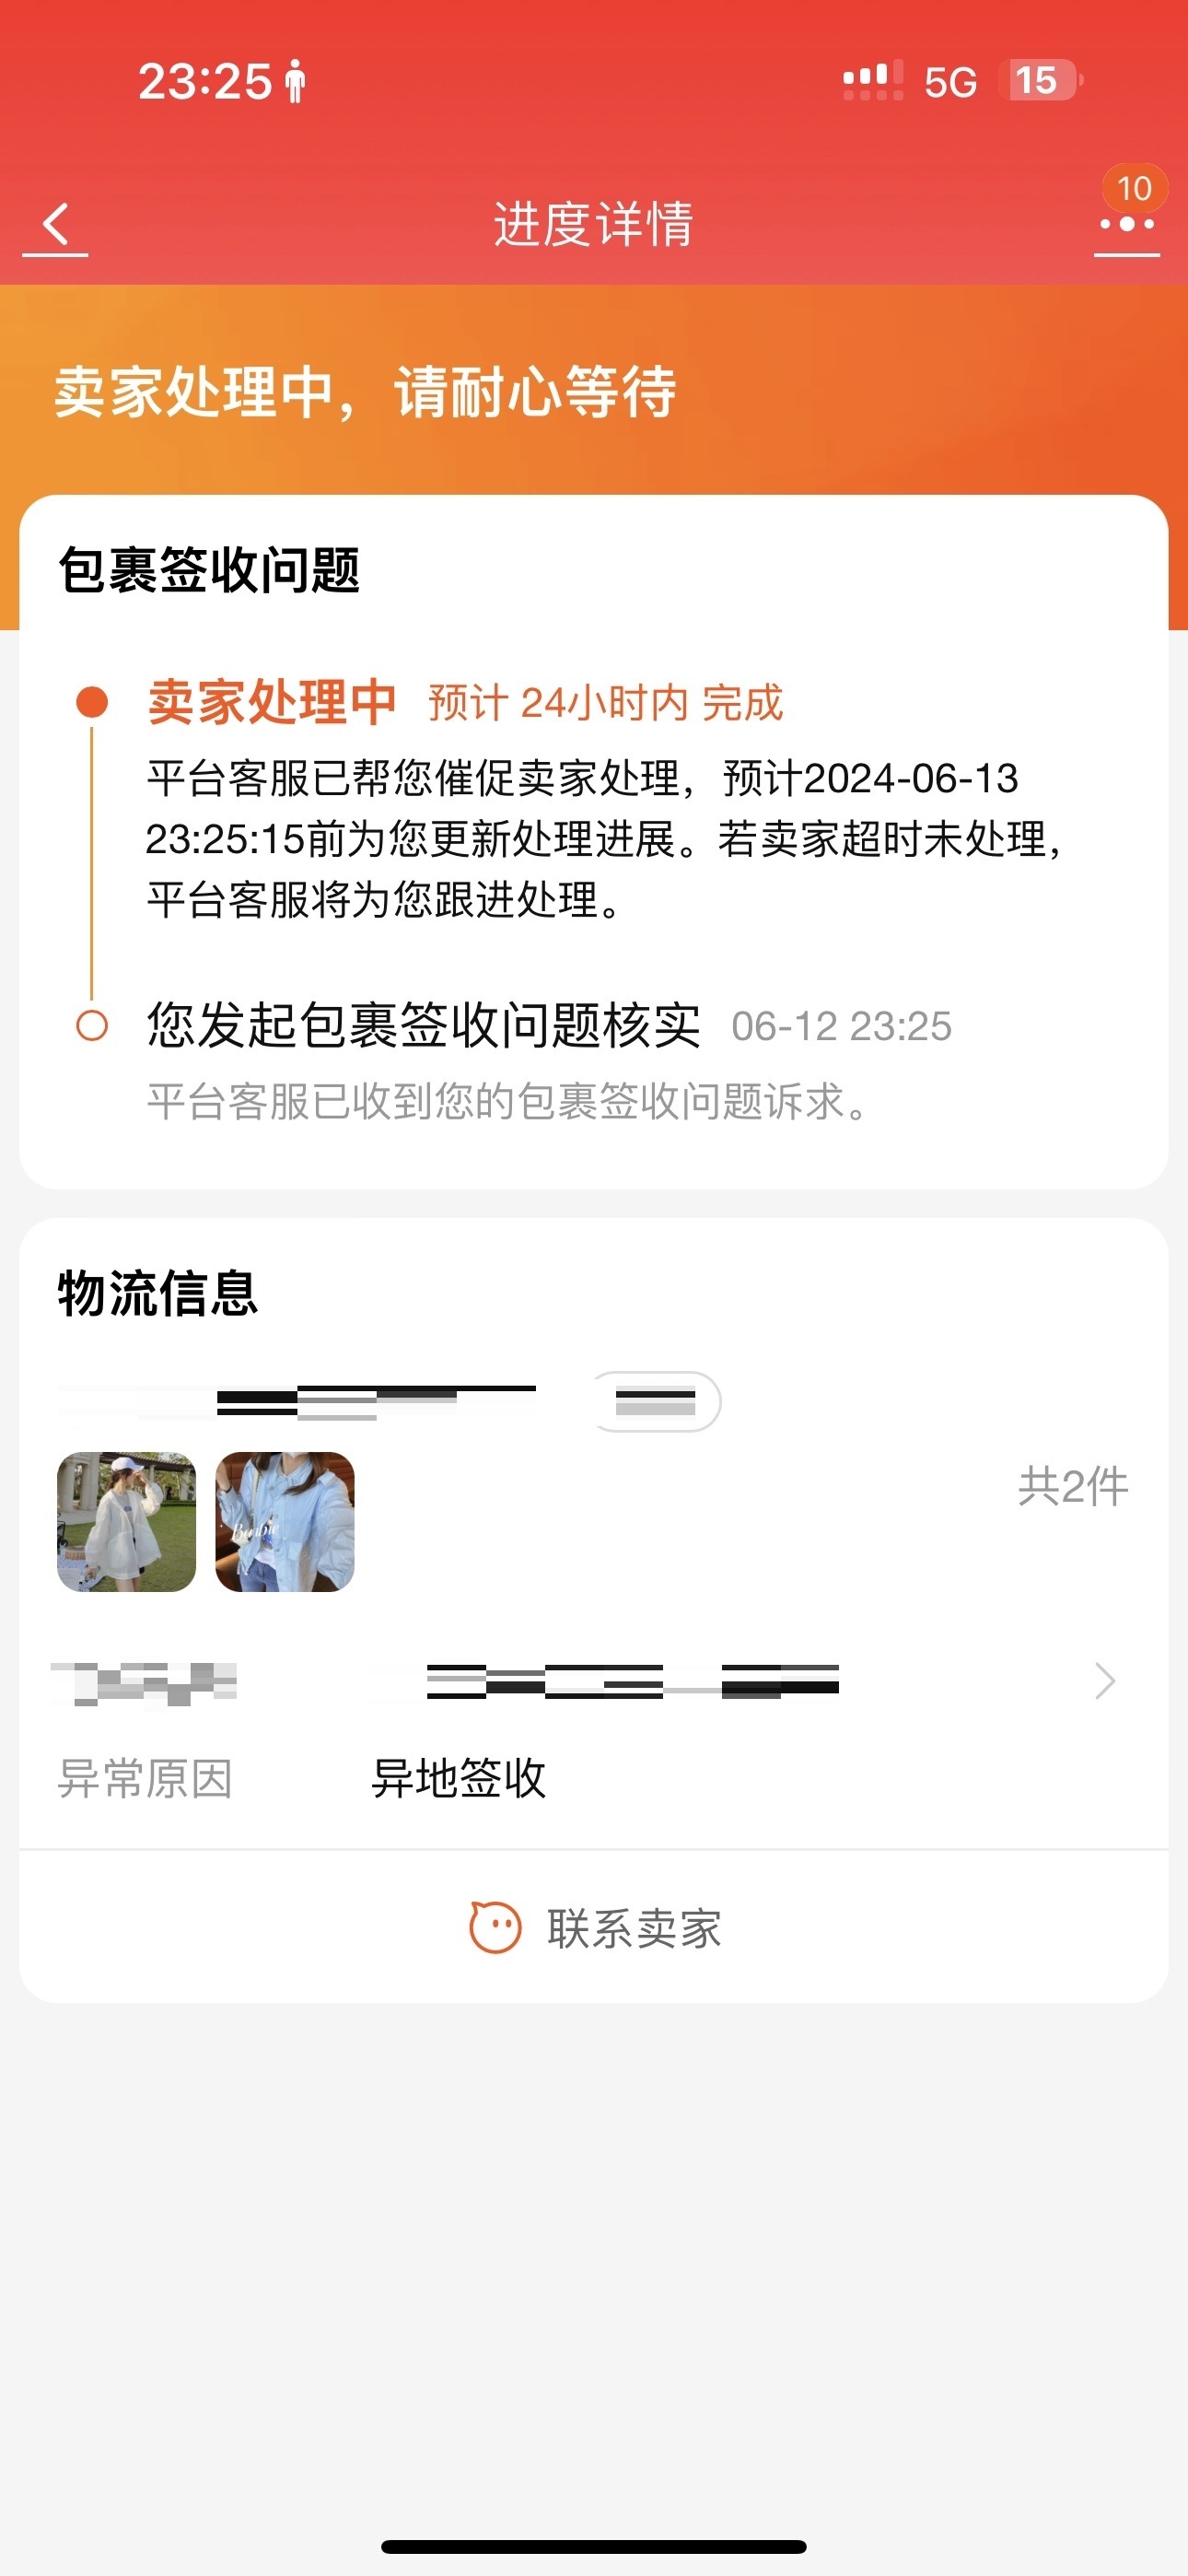 23:25
5G
15
10
进度详情
卖家处理中，请耐心等待
包裹签收问题
卖家处理中 预计 24小时内 完成
平台客服已帮您催促卖家处理，预计2024-06-13
23:25:15前为您更新处理进展。若卖家超时未处理，
平台客服将为您跟进处理。
您发起包裹签收问题核实 06-12 23:25
平台客服已收到您的包裹签收问题诉求。
物流信息
共2件
异常原因 异地签收
联系卖家